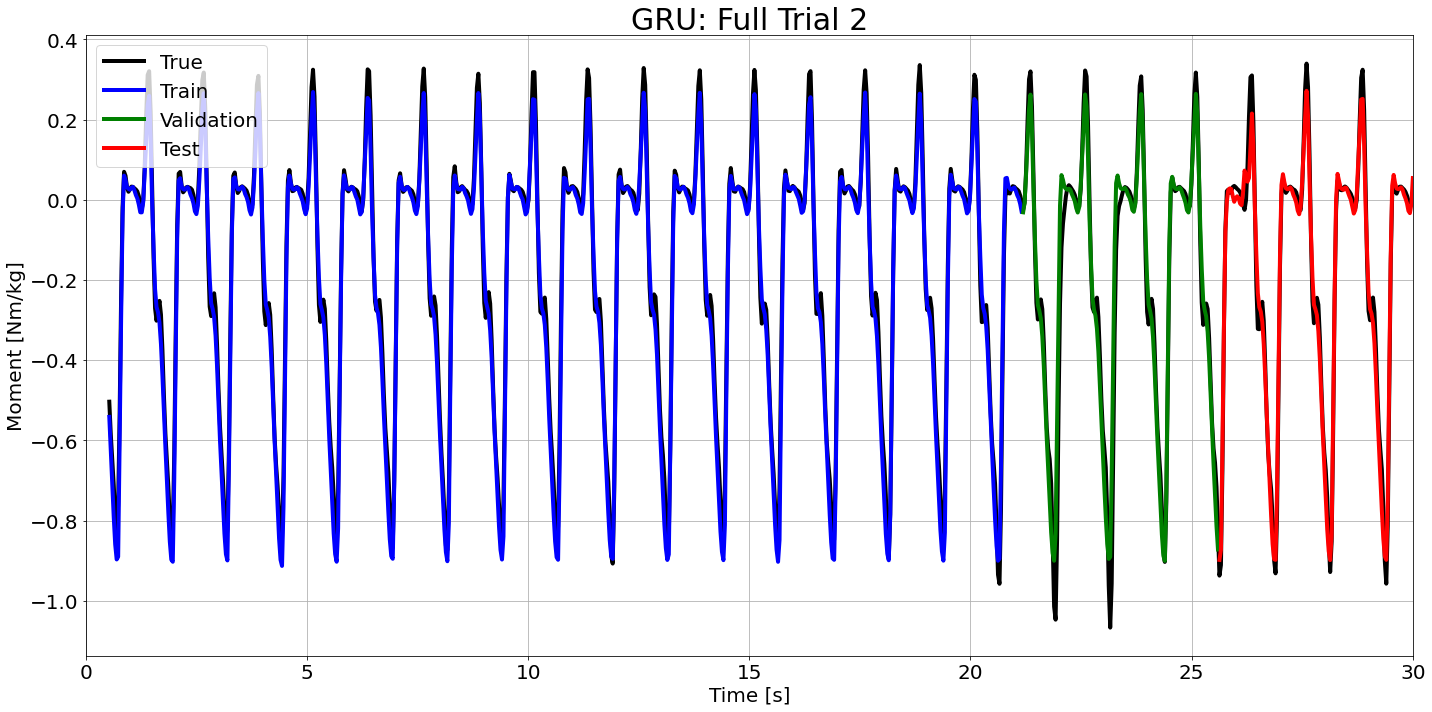 GRU: Full Trial 2
True
Train
Validation
Test
0.4
0.2
0.0
−0.2
−0.4
−0.6
−0.8
−1.0
Moment [Nm/kg]
0 5 10 15 20 25 30
Time [s]